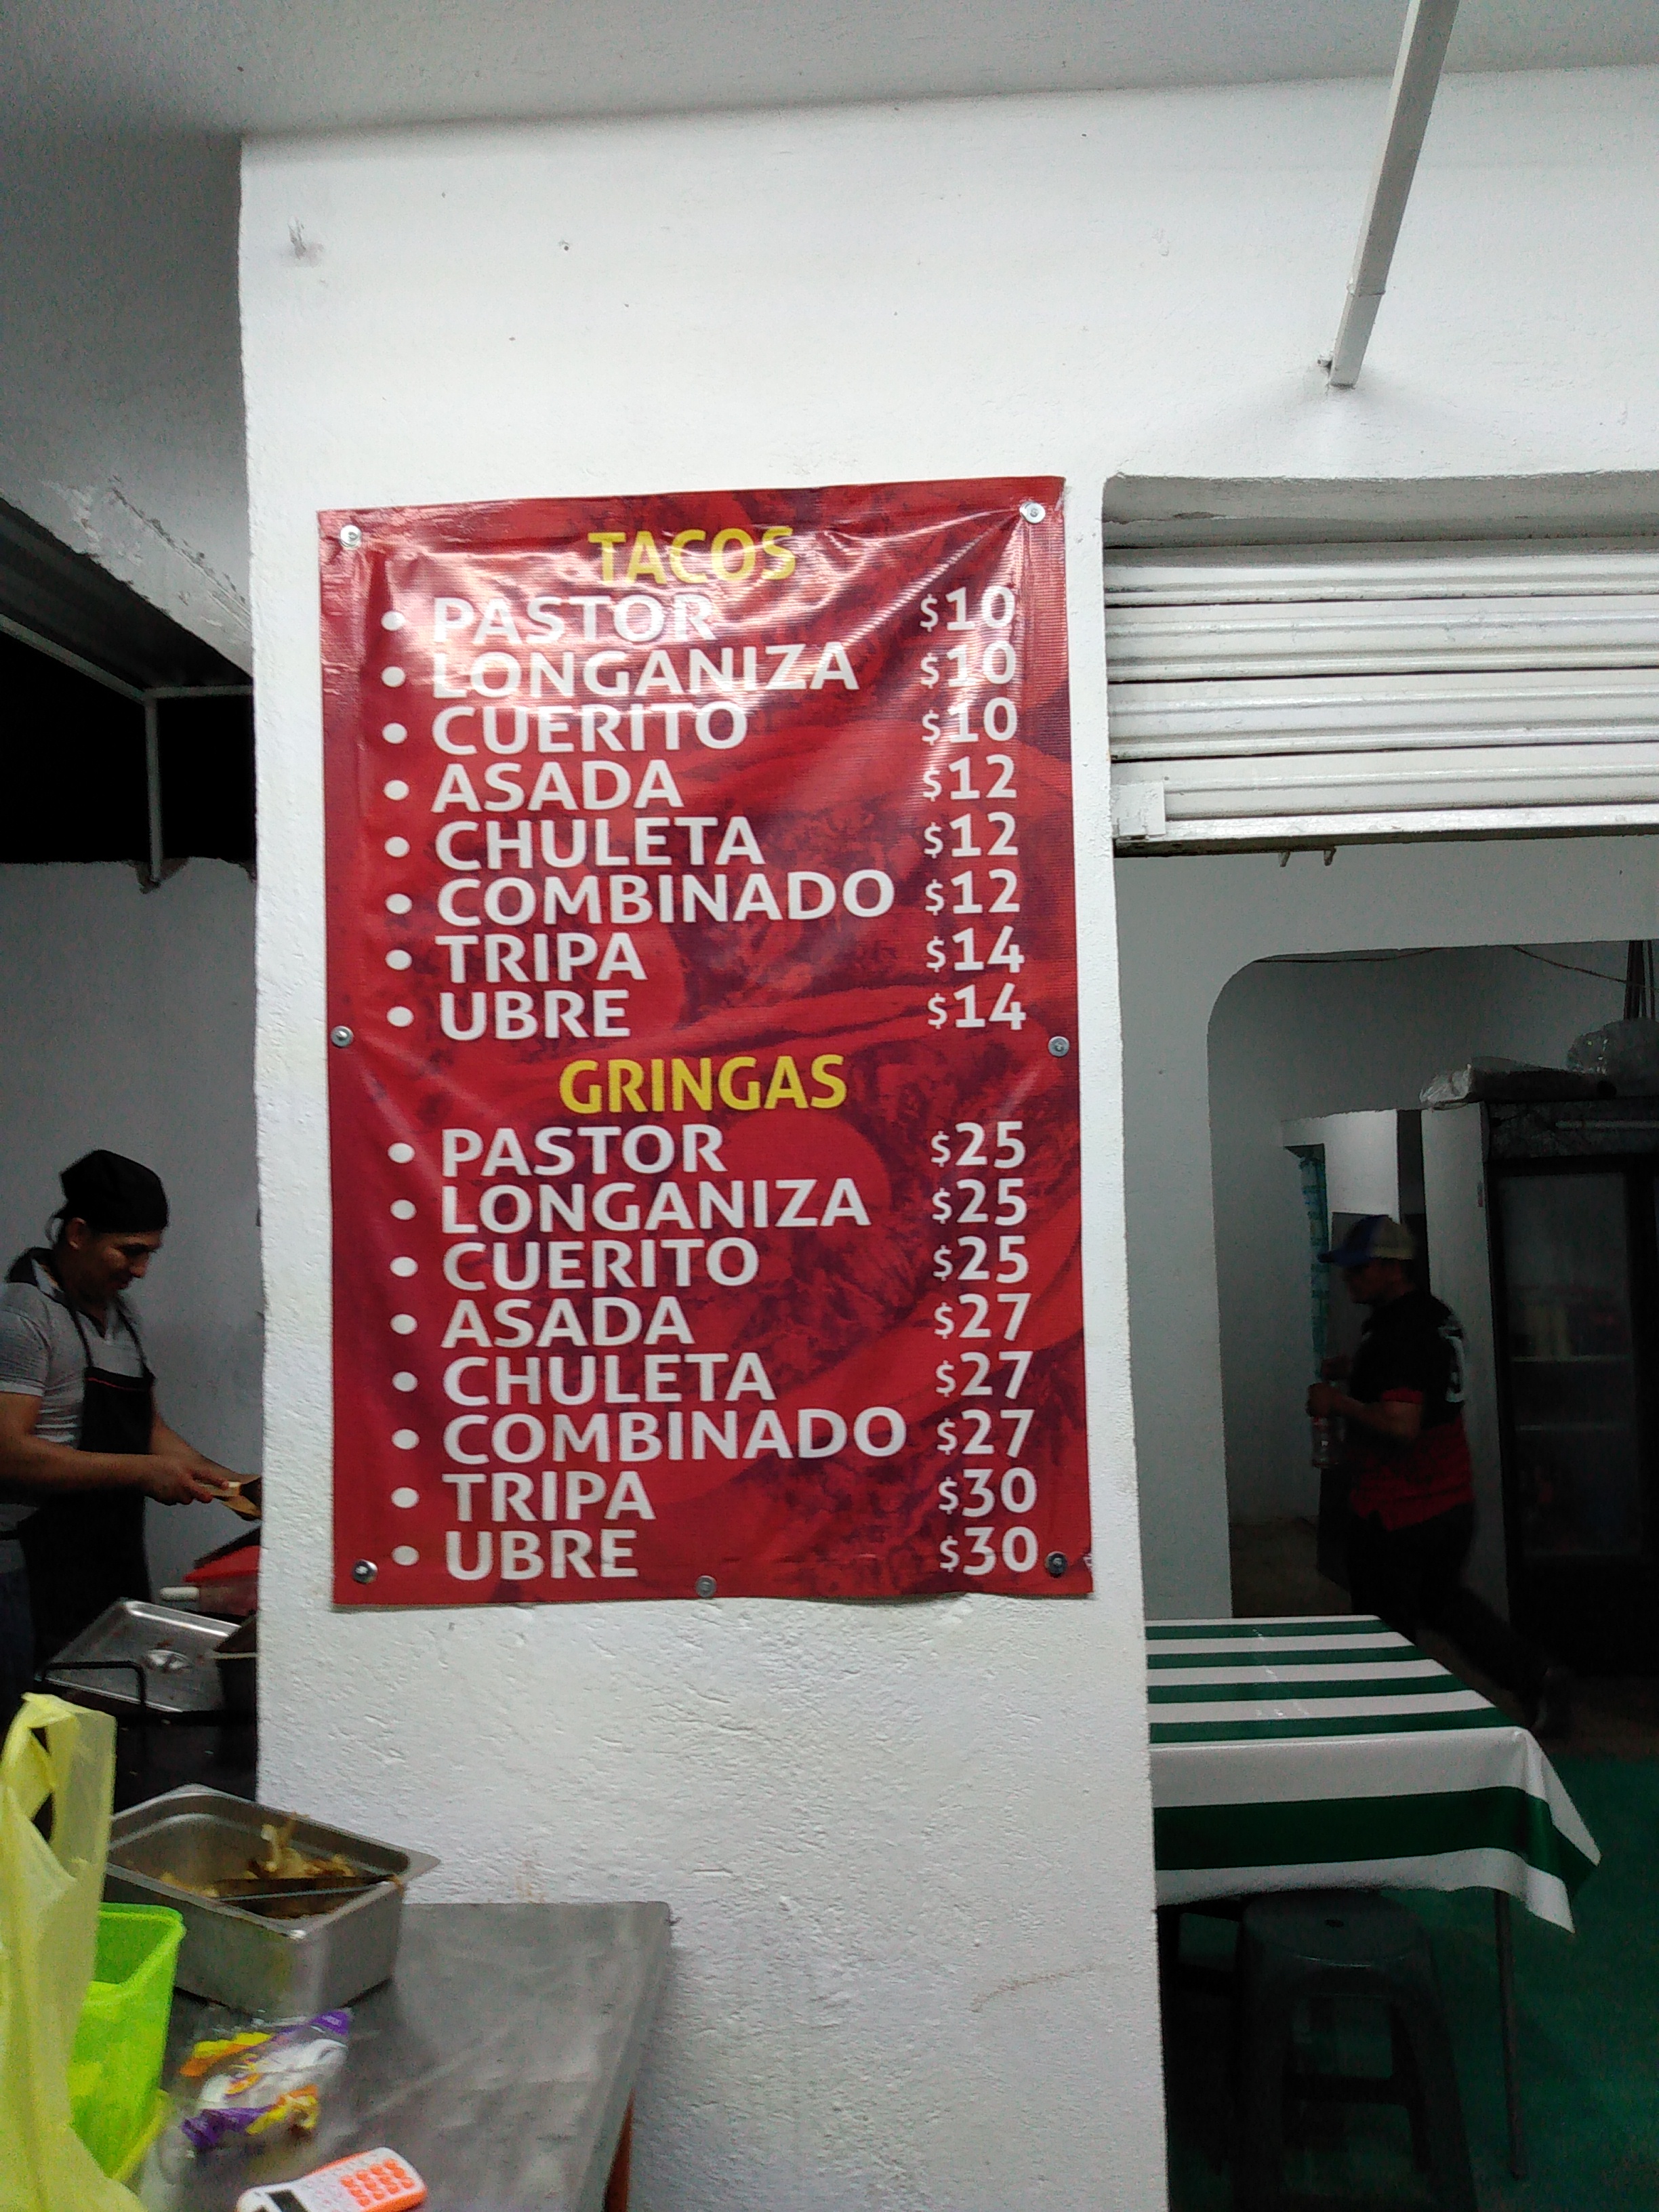 TACOS
• PASTOR $10
• LONGANIZA $10
• CUERITO $10
• ASADA $12
• CHULETA $12
• COMBINADO $12
• TRIPA $14
• UBRE $14
GRINGAS
• PASTOR $25
• LONGANIZA $25
• CUERITO $25
• ASADA $27
• CHULETA $27
• COMBINADO $27
• TRIPA $30
• UBRE $30